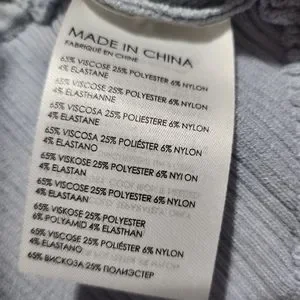 MADE IN CHINA
FABRIQUÉ EN CHINE
65% VISCOSE 25% POLYESTER 6% NYLON
4% ELASTANE
65% VISCOSE 25% POLYESTER 6% NYLON
4% ELASTHANNE
65% VISCOSA 25% POLIESTERE 6% NYLON
4% ELASTANE
65% VISCOSA 25% POLIÉSTER 6% NYLON
4% ELASTANO
65% VISKOSE 25% POLYESTER 6% NYLON
4% ELASTAN
65% VISCOSE 25% POLYESTER 6% NYLON
4% ELASTAAN
65% VISKOSE 25% POLYESTER
6% POLYAMID 4% ELASTHAN
65% VISCOSE 25% POLIÉSTER 6% NYLON
4% ELASTANO
65% ВИСКОЗА 25% ПОЛИЭСТЕР